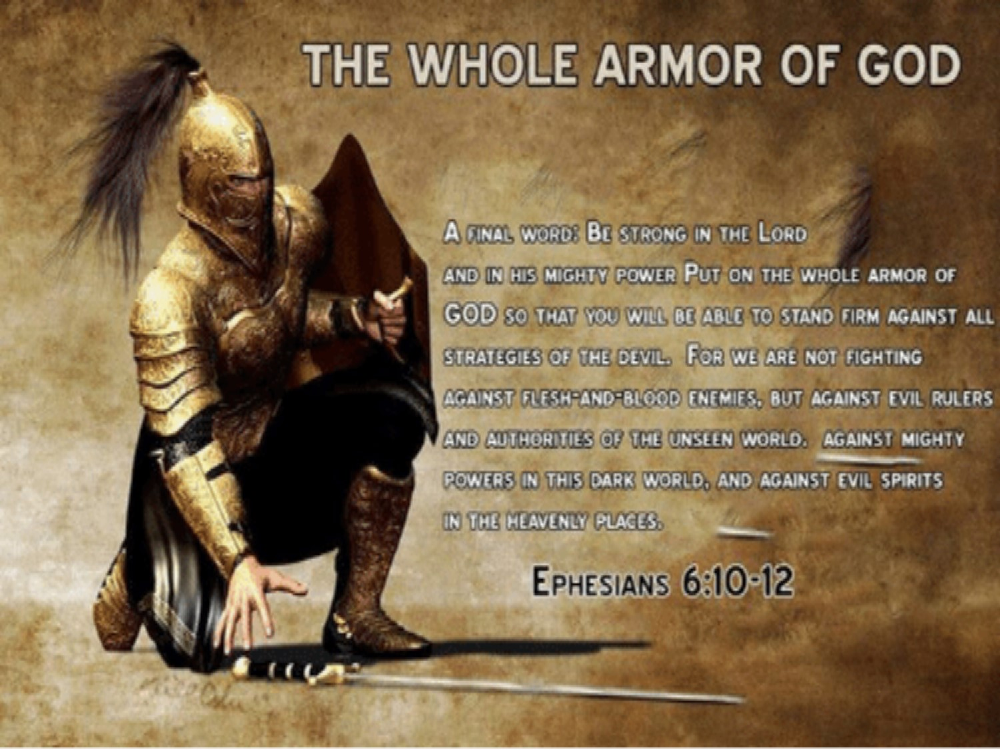 THE WHOLE ARMOR OF GOD
A FINAL WORD: BE STRONG IN THE LORD
AND IN HIS MIGHTY POWER PUT ON THE WHOLE ARMOR OF
GOD SO THAT YOU WILL BE ABLE TO STAND FIRM AGAINST ALL
STRATEGIES OF THE DEVIL. FOR WE ARE NOT FIGHTING
AGAINST FLESH-AND-BLOOD ENEMIES, BUT AGAINST EVIL RULERS
AND AUTHORITIES OF THE UNSEEN WORLD. AGAINST MIGHTY
POWERS IN THIS DARK WORLD, AND AGAINST EVIL SPIRITS
IN THE HEAVENLY PLACES.
EPHESIANS 6:10-12